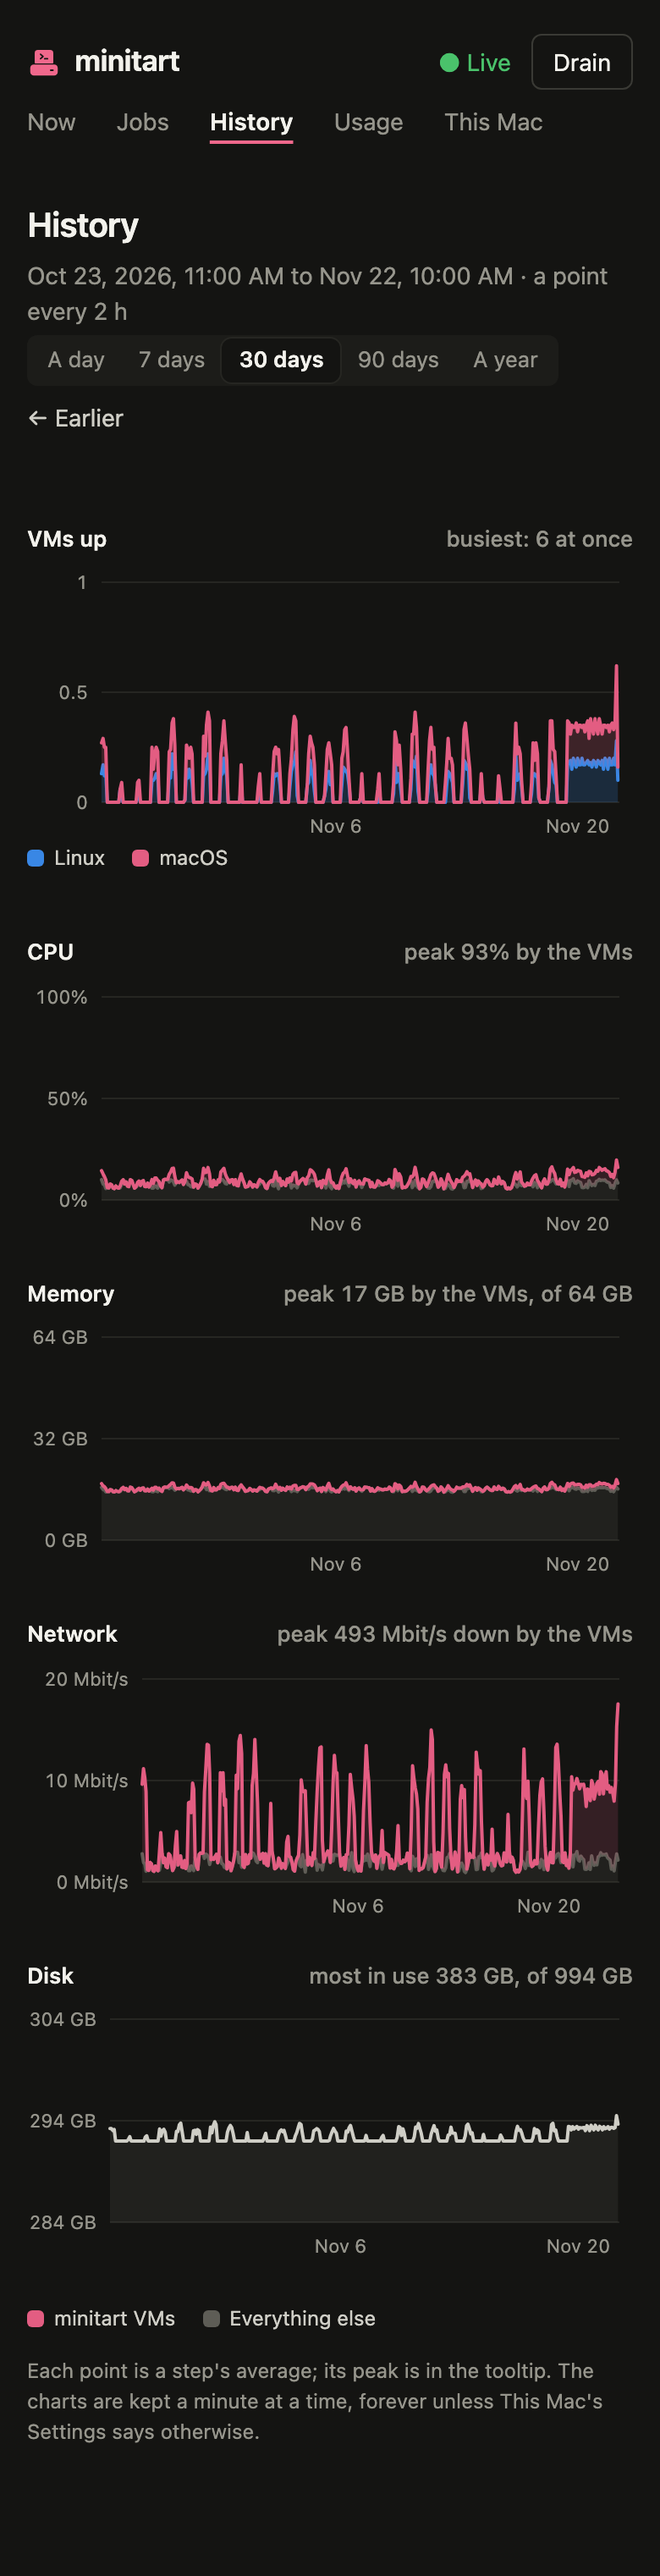 minitart
Live
Drain
Now
Jobs
History
Usage
This Mac
History
Oct 23, 2026, 11:00 AM to Nov 22, 10:00 AM · a point
every 2 h
A day
7 days
30 days
90 days
A year
← Earlier
VMs up
busiest: 6 at once
1
0.5
0
Nov 6
Nov 20
Linux
macOS
CPU
peak 93% by the VMs
100%
50%
0%
Nov 6
Nov 20
Memory
peak 17 GB by the VMs, of 64 GB
64 GB
32 GB
0 GB
Nov 6
Nov 20
Network
peak 493 Mbit/s down by the VMs
20 Mbit/s
10 Mbit/s
0 Mbit/s
Nov 6
Nov 20
Disk
most in use 383 GB, of 994 GB
304 GB
294 GB
284 GB
Nov 6
Nov 20
minitart VMs
Everything else
Each point is a step's average; its peak is in the tooltip. The
charts are kept a minute at a time, forever unless This Mac's
Settings says otherwise.